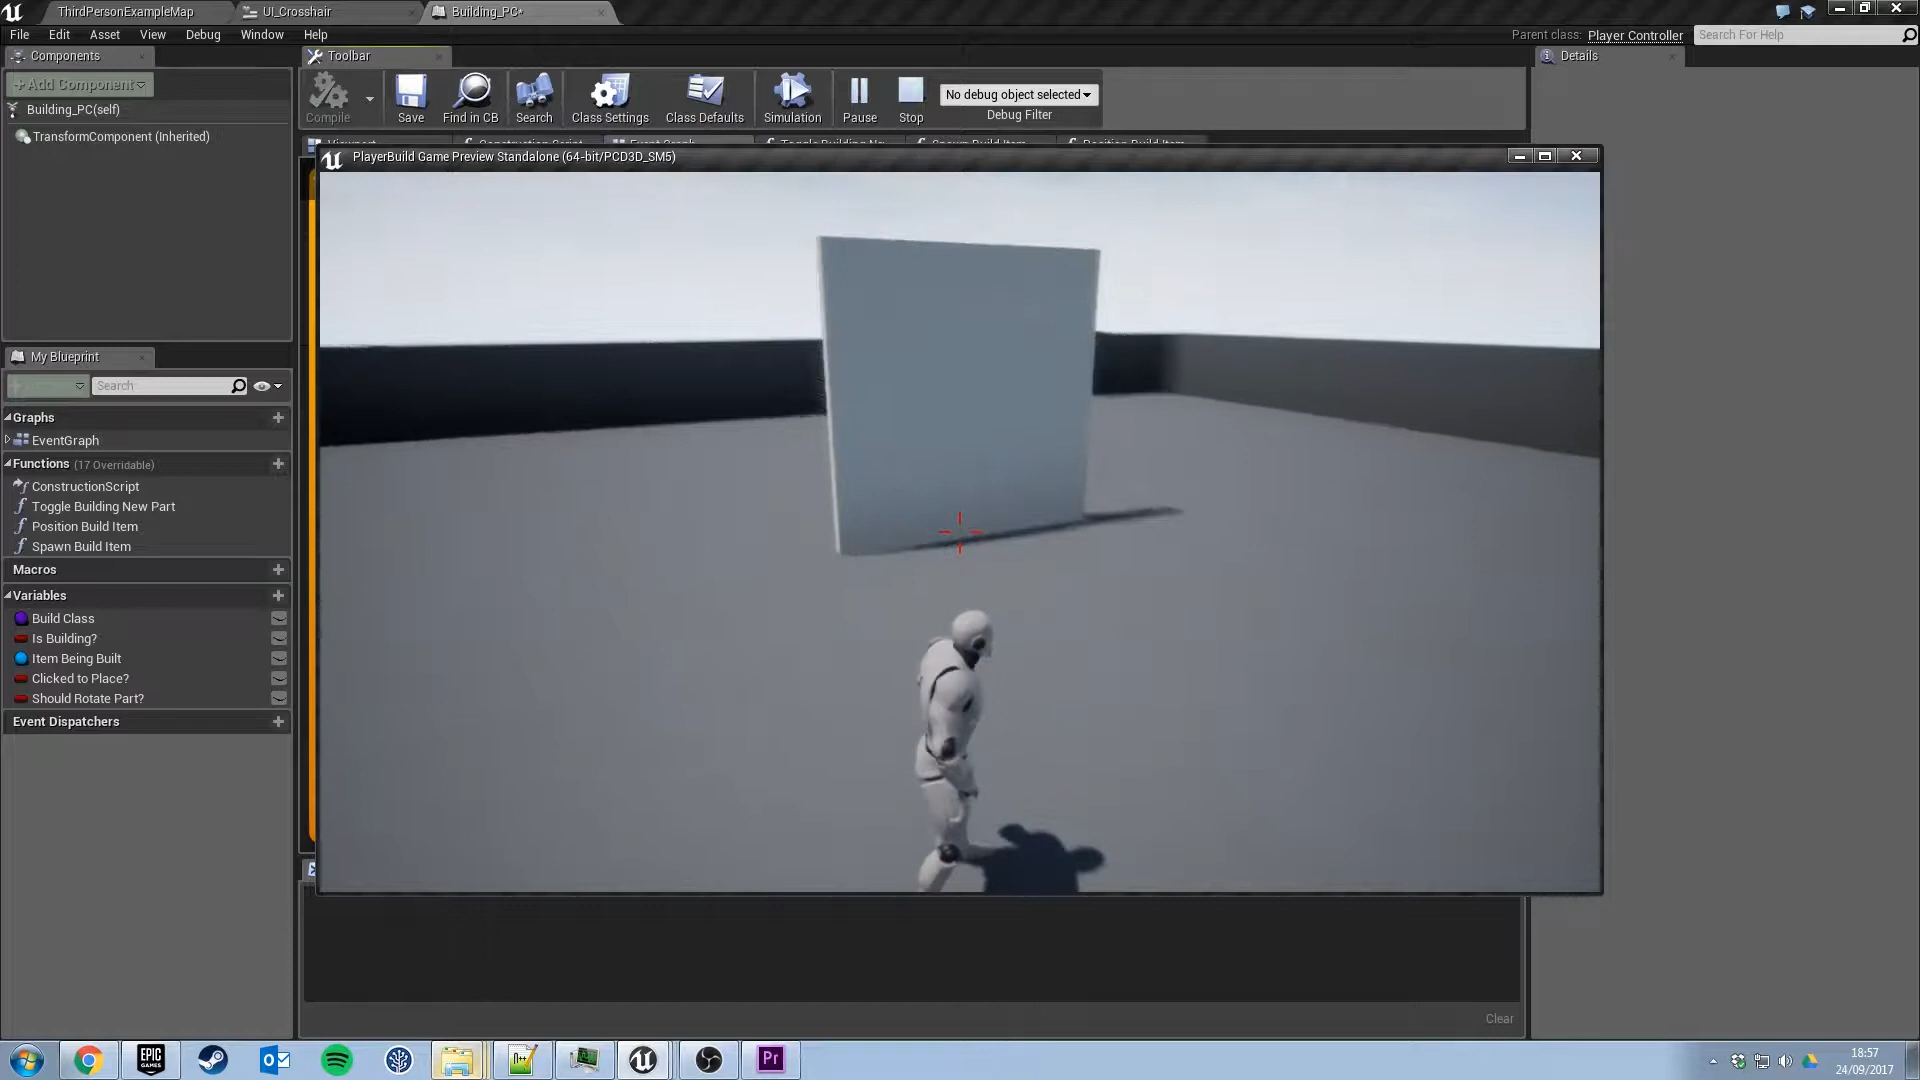 ThirdPersonExampleMap
UI_Crosshair
Building_PC*
File Edit Asset View Debug Window Help
Parent class: Player Controller
Search For Help
Components
Toolbar
Details
+Add Component
Building_PC(self)
TransformComponent (Inherited)
Compile
Save
Find in CB
Search
Class Settings
Class Defaults
Simulation
Pause
Stop
No debug object selected
Debug Filter
PlayerBuild Game Preview Standalone (64-bit/PCD3D_SM5)
My Blueprint
Search
Graphs
EventGraph
Functions (17 Overridable)
ConstructionScript
Toggle Building New Part
Position Build Item
Spawn Build Item
Macros
Variables
Build Class
Is Building?
Item Being Built
Clicked to Place?
Should Rotate Part?
Event Dispatchers
Clear
EPIC
GAMES
Pr
18:57
24/09/2017